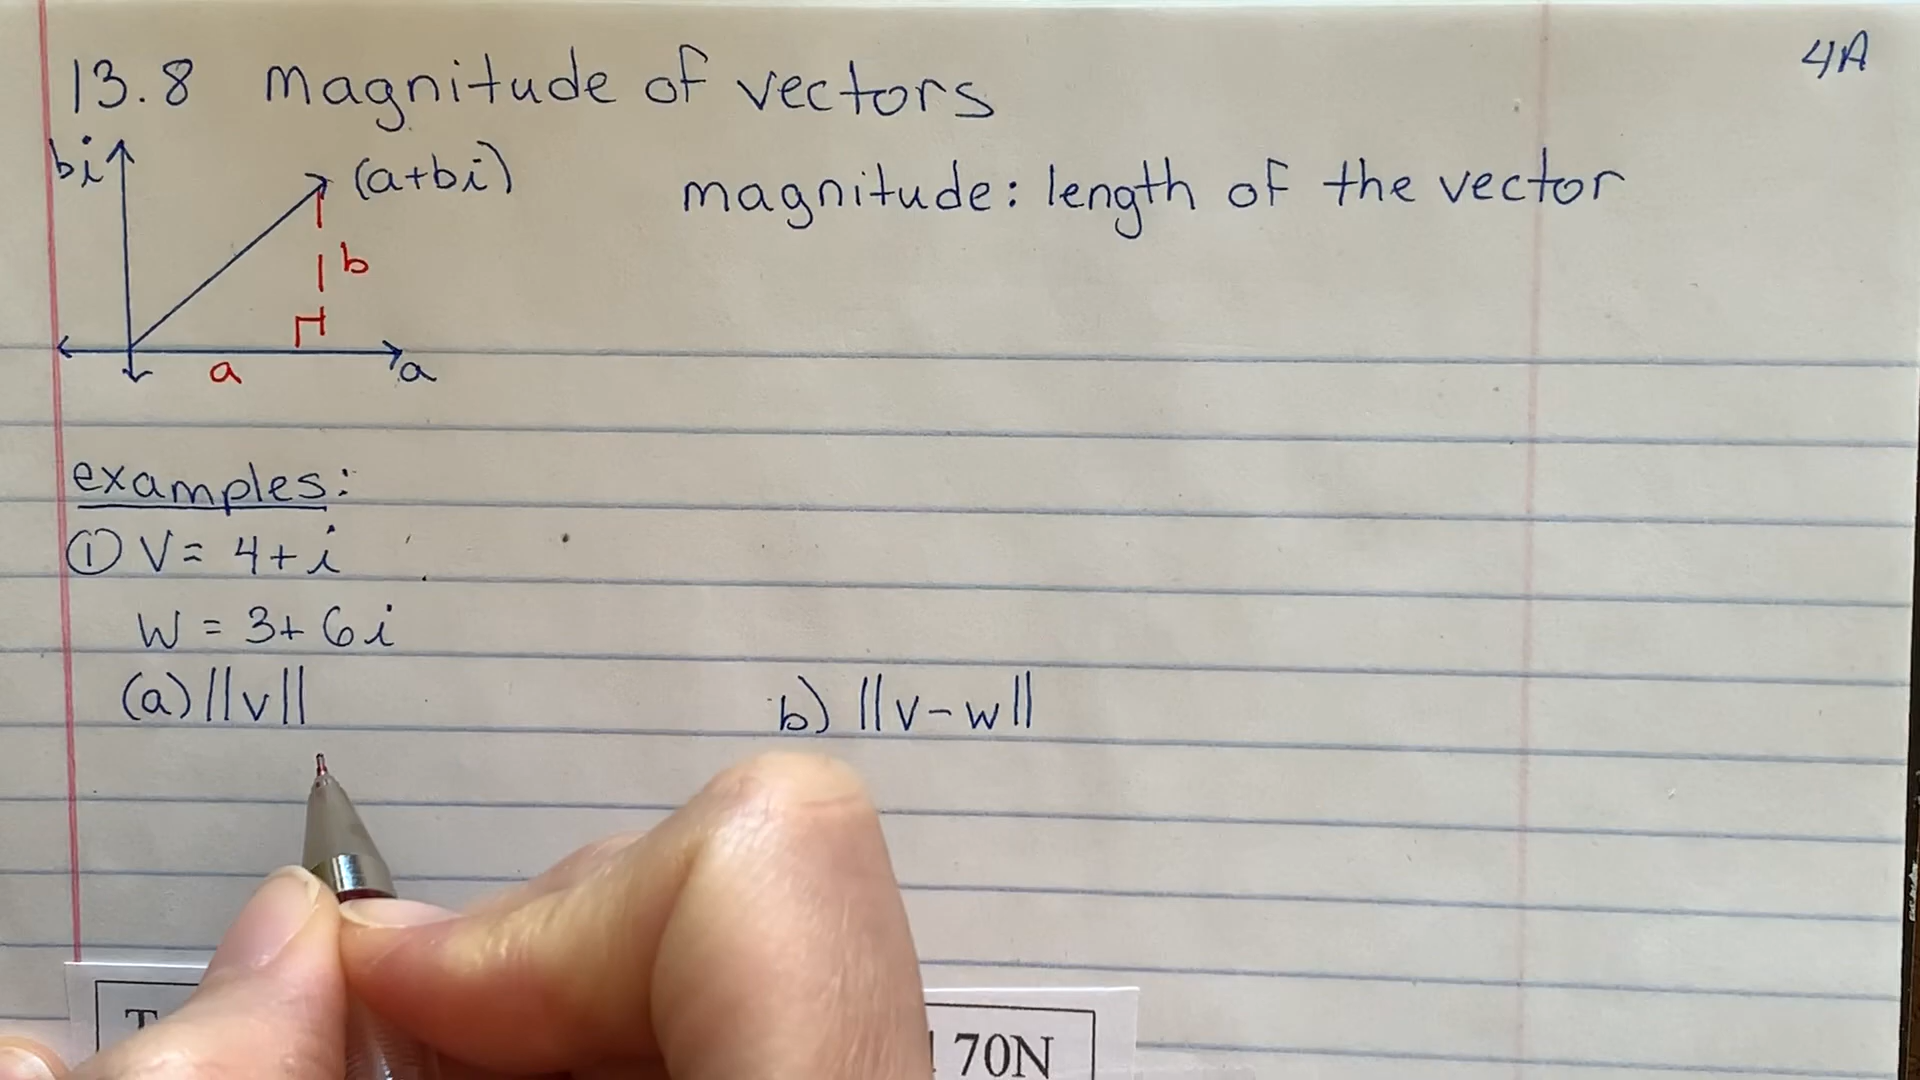 4A
13.8 magnitude of vectors
bi
(a+bi)
magnitude: length of the vector
b
a
a
examples:
① V = 4+i
W = 3+6i
(a) ||v||
b) ||v-w||
70N